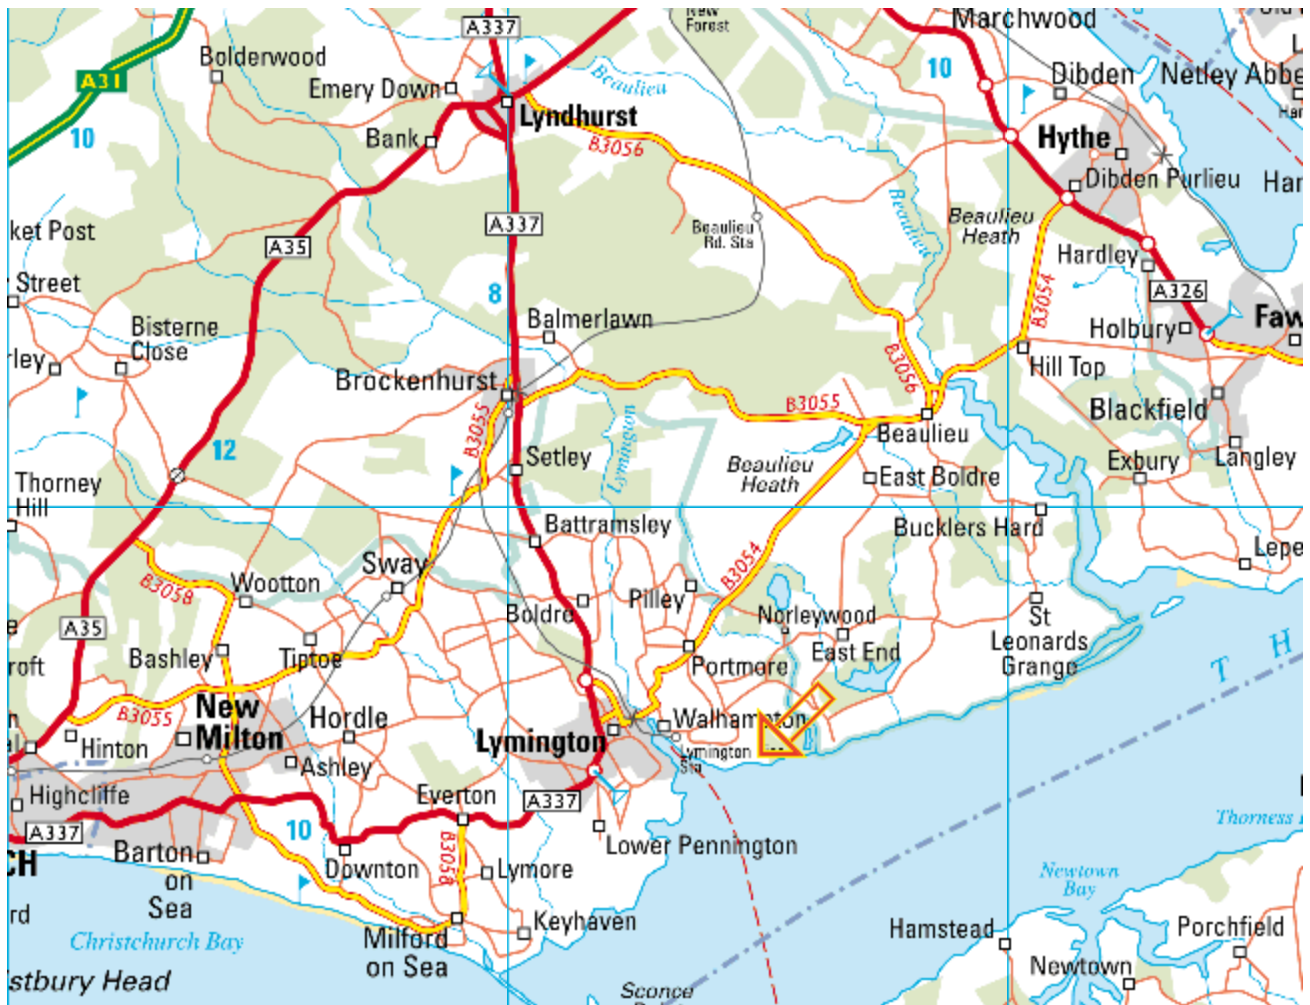 New
Forest
Marchwood
A337
Bolderwood
10
Dibden
Netley Abbe
A31
Emery Down
Beaulieu
Lyndhurst
10
Bank
B3056
Hythe
Dibden Purlieu
Har
Beaulieu
Beaulieu
Heath
ket Post
A337
Beaulieu
Rd. Sta
A35
Hardley
Street
8
B3054
A326
Bisterne
Close
Balmerlawn
Holbury
Faw
rley
B3056
Hill Top
Brockenhurst
B3055
B3055
Blackfield
Beaulieu
12
Setley
Lymington
Beaulieu
Heath
East Boldre
Exbury
Langley
Thorney
Hill
Battramsley
Bucklers Hard
Lepe
Sway
B3054
B3058
Wootton
Boldre
Pilley
Norleywood
St
Leonards
Grange
A35
East End
T H
Bashley
Tiptoe
Portmore
croft
B3055
New
Milton
Hordle
Walhampton
Hinton
Lymington
Lymington
Sta
Ashley
Highcliffe
Everton
A337
A337
10
Thorness
Barton
on
Sea
Downton
B3058
Lymore
Lower Pennington
CH
Newtown
Bay
rd
Christchurch Bay
Milford
on Sea
Keyhaven
Hamstead
Porchfield
stbury Head
Newtown
Sconce